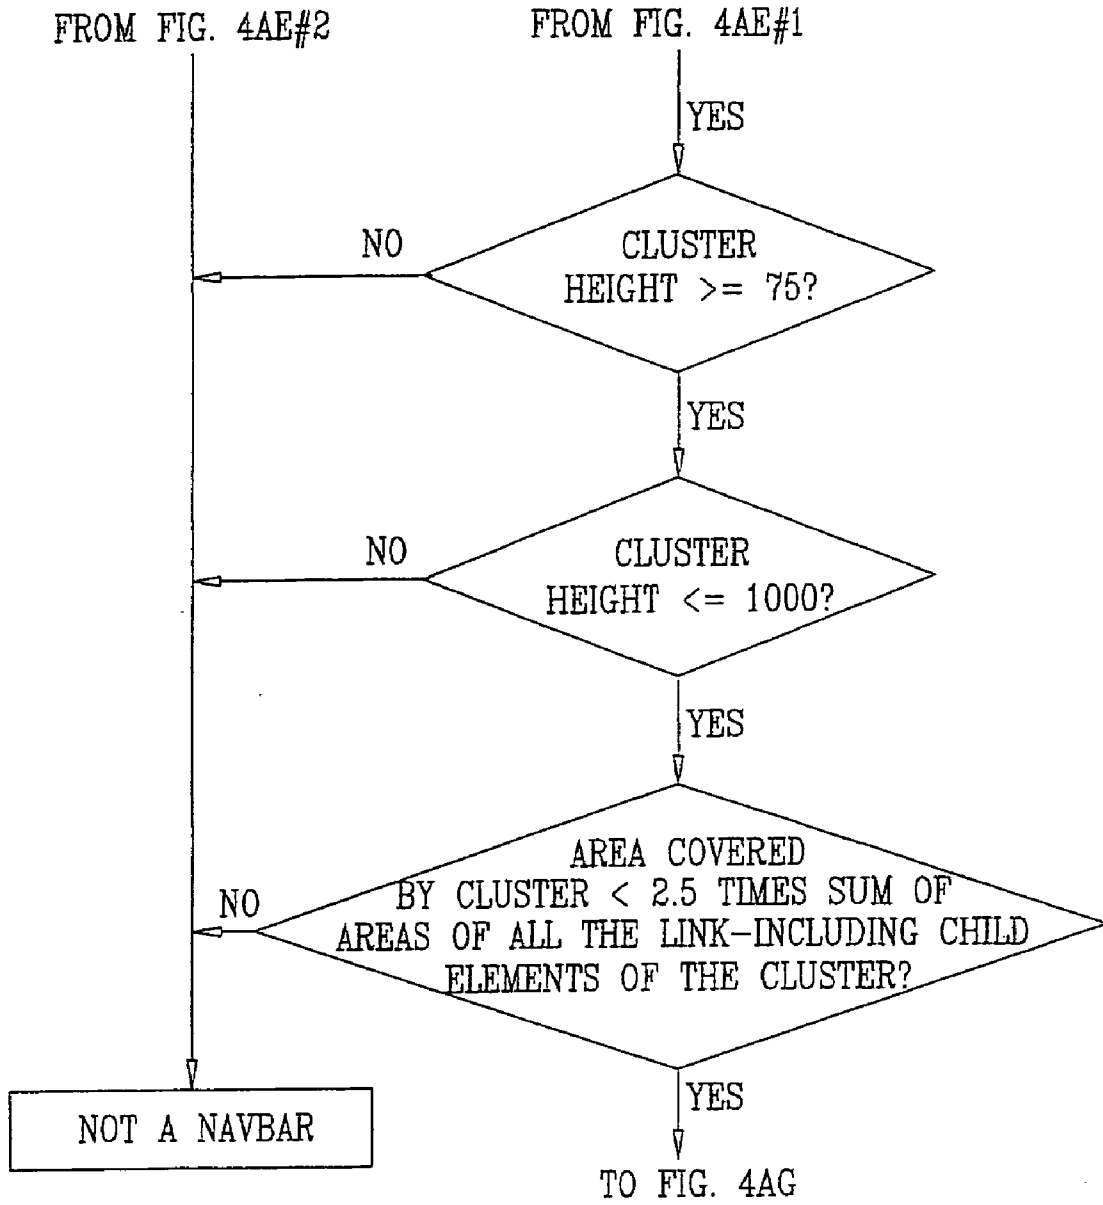 FROM FIG. 4AE#2
FROM FIG. 4AE#1
YES
NO
CLUSTER
HEIGHT >= 75?
YES
NO
CLUSTER
HEIGHT <= 1000?
YES
NO
AREA COVERED
BY CLUSTER < 2.5 TIMES SUM OF
AREAS OF ALL THE LINK-INCLUDING CHILD
ELEMENTS OF THE CLUSTER?
YES
NOT A NAVBAR
TO FIG. 4AG